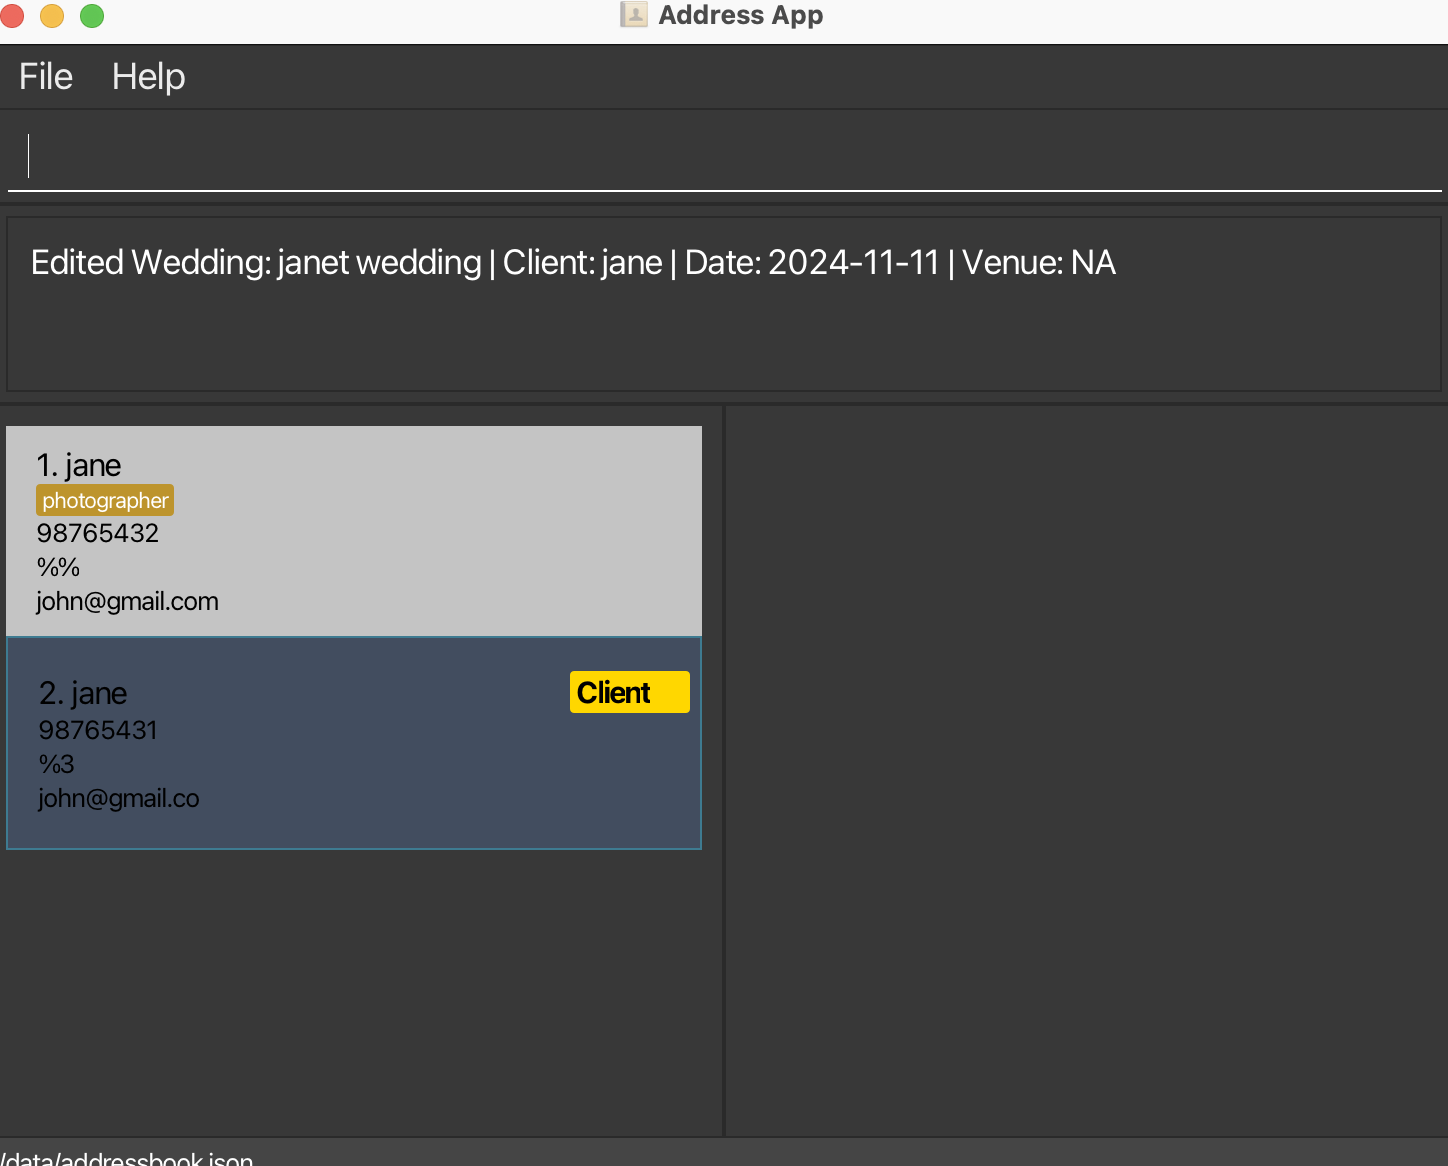 Address App
File Help
Edited Wedding: janet wedding | Client: jane | Date: 2024-11-11 | Venue: NA
1. jane
photographer
98765432
%%
john@gmail.com
2. jane
Client
98765431
%3
john@gmail.co
/data/addressbook.json